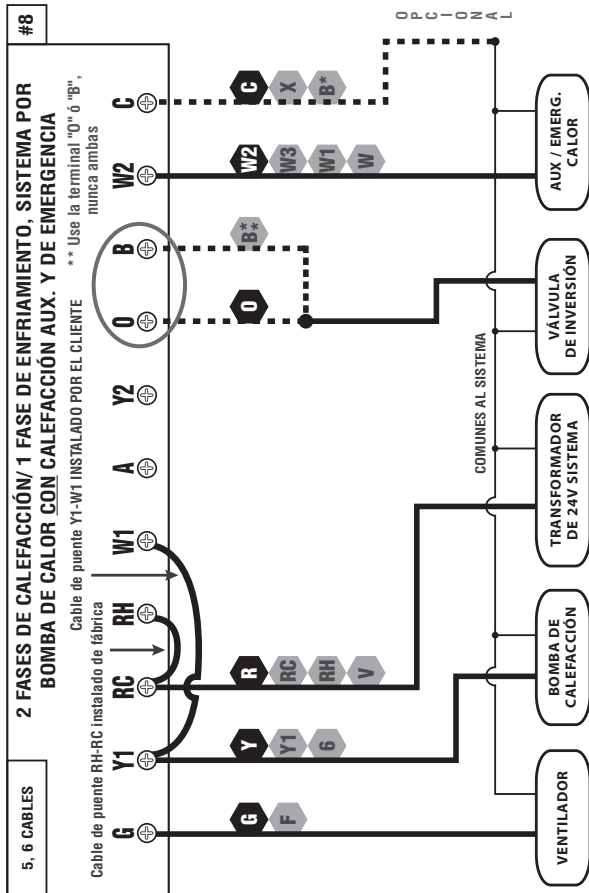 5, 6 CABLES
2 FASES DE CALEFACCIÓN/ 1 FASE DE ENFRIAMIENTO, SISTEMA POR
BOMBA DE CALOR CON CALEFACCIÓN AUX. Y DE EMERGENCIA
#8
Cable de puente RH-RC instalado de fábrica
Cable de puente Y1-W1 INSTALADO POR EL CLIENTE
** Use la terminal "O" ó "B",
nunca ambas
G Y1 RC RH W1 A Y2 O B W2 C
G Y R O B** W2 C
F Y1 RC W3 X
6 RH W1 B*
V W
OPCIONAL
COMUNES AL SISTEMA
VENTILADOR
BOMBA DE
CALEFACCIÓN
TRANSFORMADOR
DE 24V SISTEMA
VÁLVULA
DE INVERSIÓN
AUX / EMERG.
CALOR